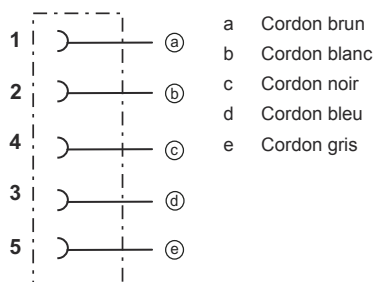 1 ⓐ
2 ⓑ
4 ⓒ
3 ⓓ
5 ⓔ
a Cordon brun
b Cordon blanc
c Cordon noir
d Cordon bleu
e Cordon gris